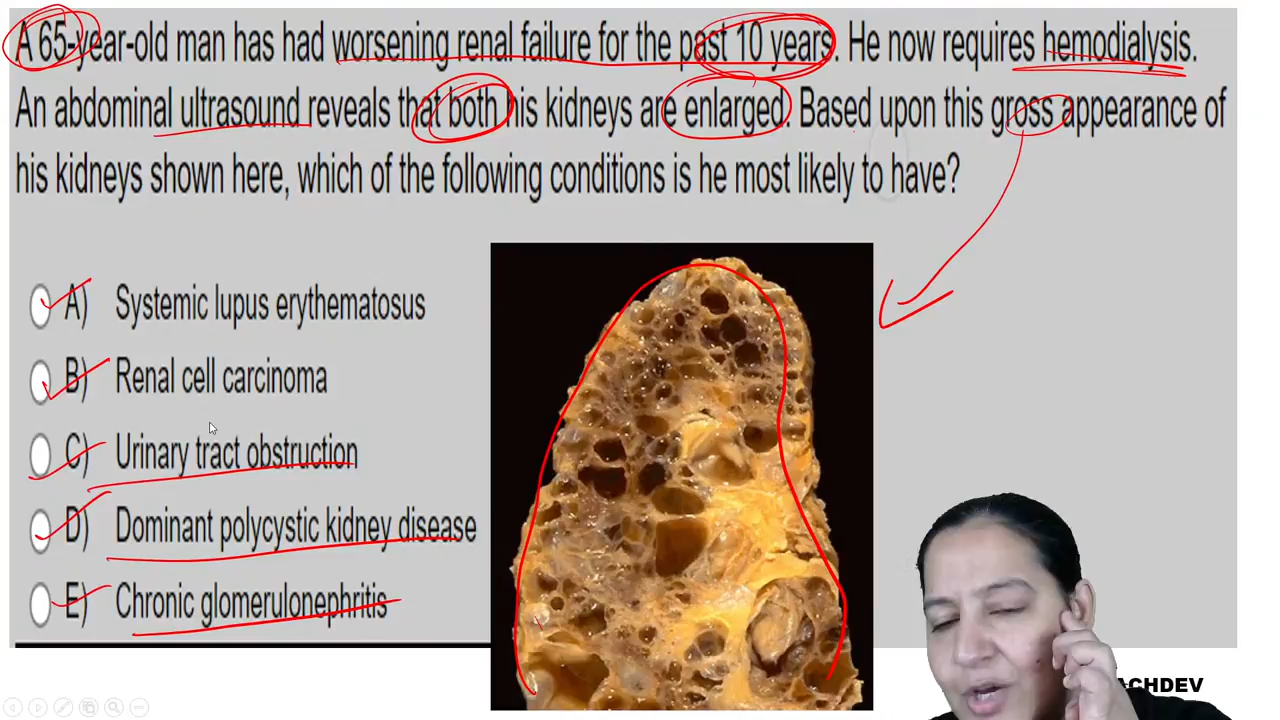 A 65-year-old man has had worsening renal failure for the past 10 years. He now requires hemodialysis.
An abdominal ultrasound reveals that both his kidneys are enlarged. Based upon this gross appearance of
his kidneys shown here, which of the following conditions is he most likely to have?
A) Systemic lupus erythematosus
B) Renal cell carcinoma
C) Urinary tract obstruction
D) Dominant polycystic kidney disease
E) Chronic glomerulonephritis